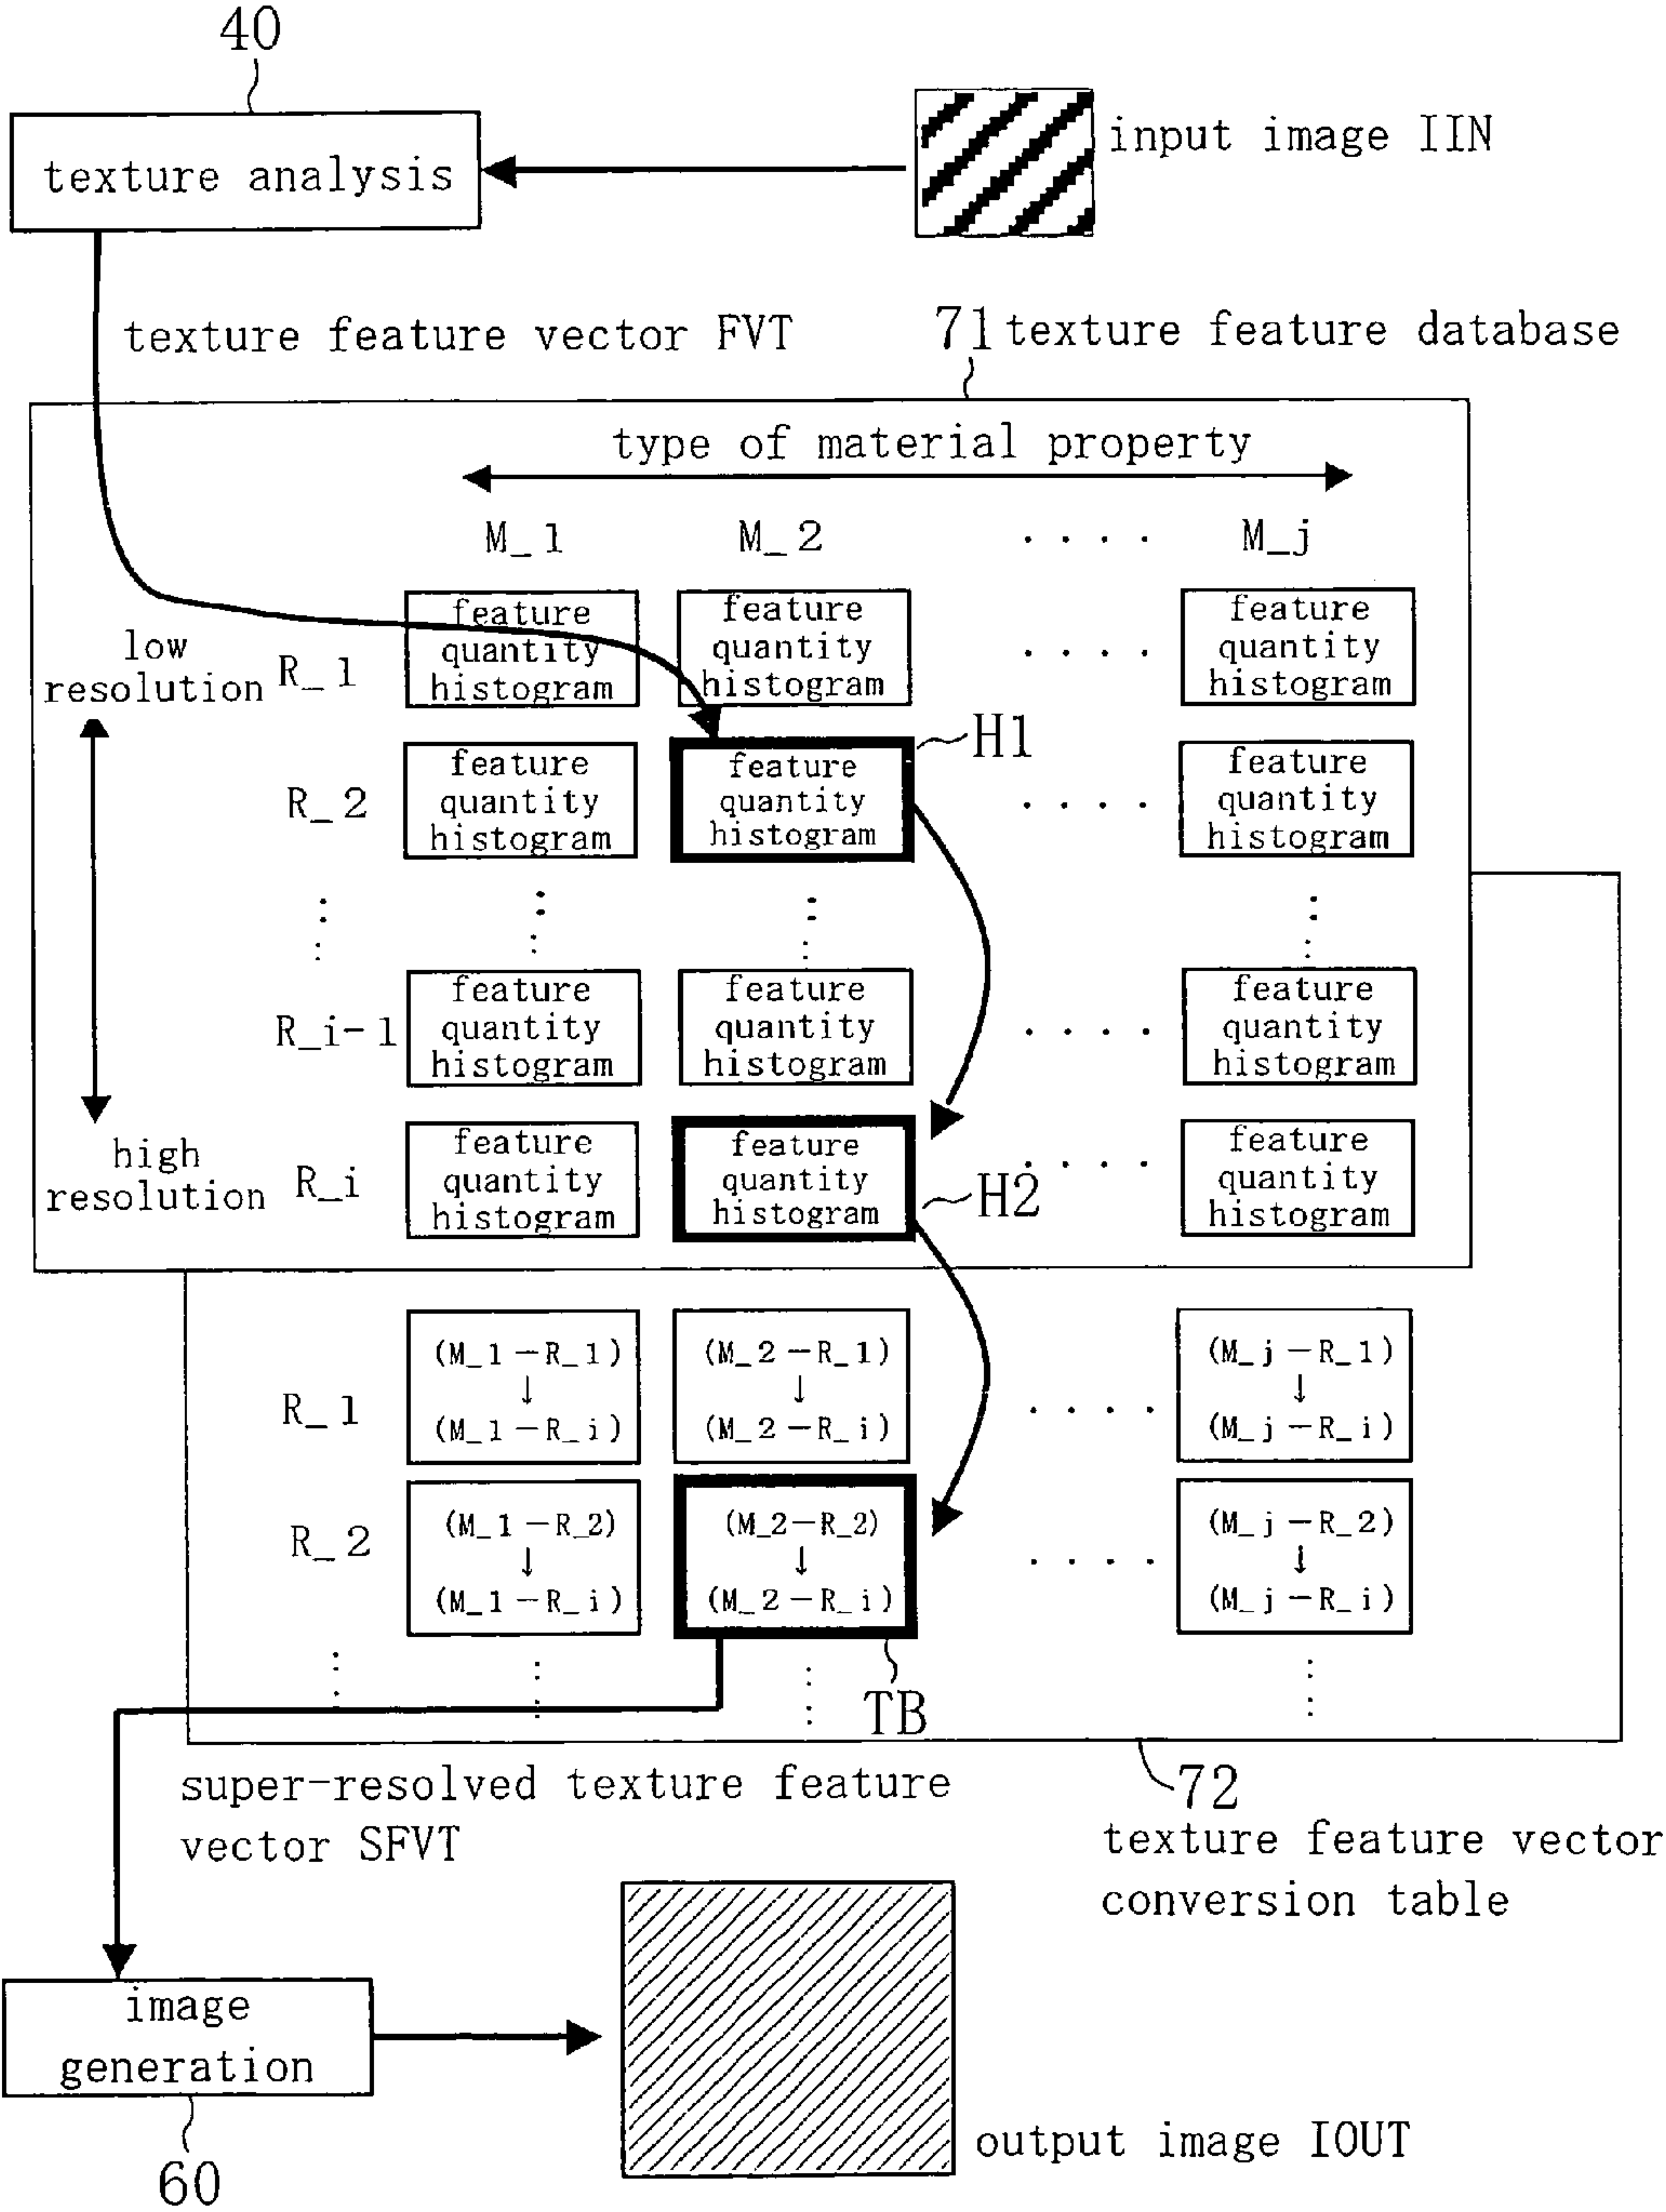 40
input image IIN
texture analysis
texture feature vector FVT
71 texture feature database
type of material property
M_1 M_2 ···· M_j
low
resolution
R_1
feature
quantity
histogram
feature
quantity
histogram
····
feature
quantity
histogram
H1
R_2
feature
quantity
histogram
feature
quantity
histogram
····
feature
quantity
histogram
R_i-1
feature
quantity
histogram
feature
quantity
histogram
····
feature
quantity
histogram
high
resolution
R_i
feature
quantity
histogram
feature
quantity
histogram
····
feature
quantity
histogram
H2
R_1
(M_1-R_1)
↓
(M_1-R_i)
(M_2-R_1)
↓
(M_2-R_i)
····
(M_j-R_1)
↓
(M_j-R_i)
R_2
(M_1-R_2)
↓
(M_1-R_i)
(M_2-R_2)
↓
(M_2-R_i)
····
(M_j-R_2)
↓
(M_j-R_i)
TB
super-resolved texture feature
vector SFVT
72
texture feature vector
conversion table
image
generation
60
output image IOUT